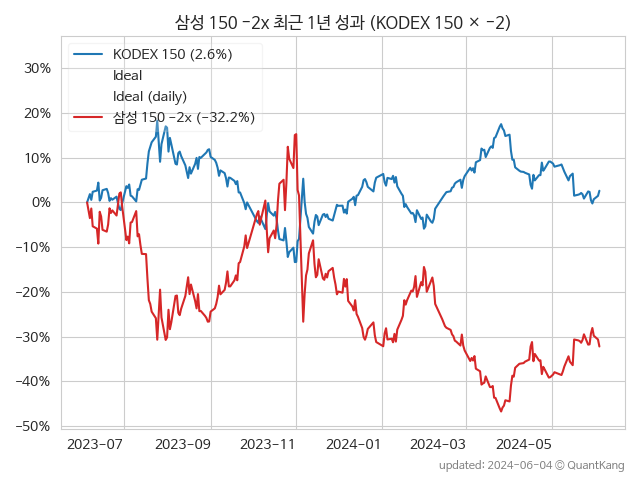 삼성 150 −2x 최근 1년 성과 (KODEX 150 × −2)
KODEX 150 (2.6%)
Ideal
Ideal (daily)
삼성 150 −2x (−32.2%)
30%
20%
10%
0%
−10%
−20%
−30%
−40%
−50%
2023-07
2023-09
2023-11
2024-01
2024-03
2024-05
updated: 2024-06-04 © QuantKang